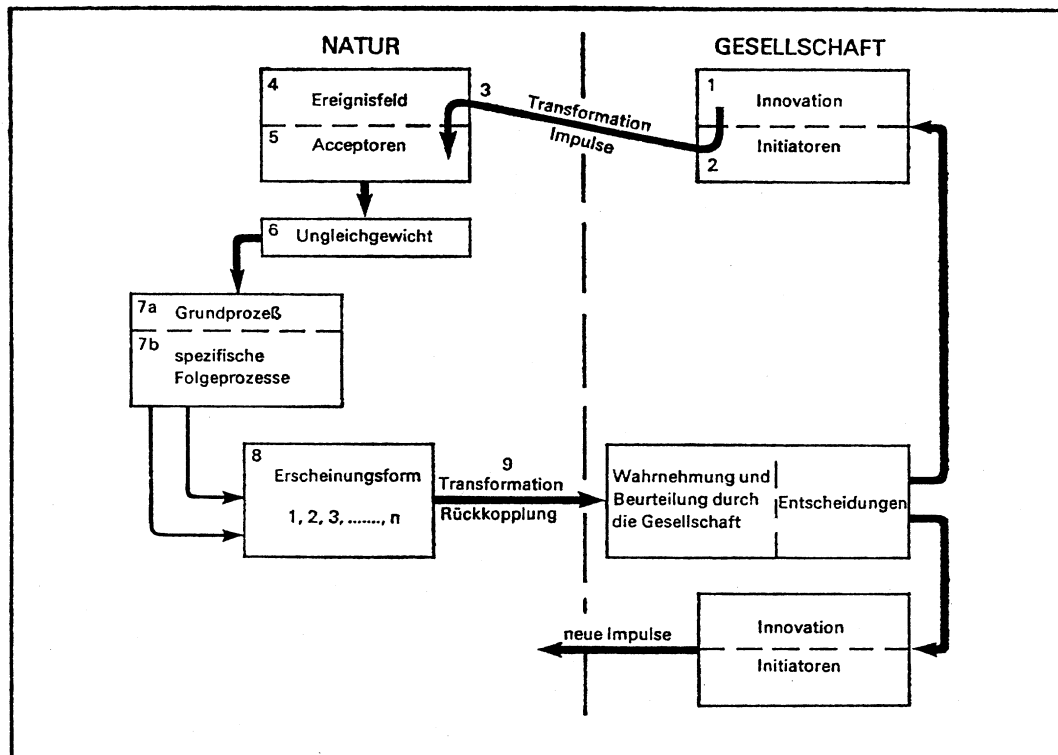 NATUR
GESELLSCHAFT
4
Ereignisfeld
5
Acceptoren
3
Transformation
Impulse
1
Innovation
Initiatoren
2
6 Ungleichgewicht
7a Grundprozeß
7b
spezifische
Folgeprozesse
8
Erscheinungsform
1, 2, 3, ........, n
9
Transformation
Rückkopplung
Wahrnehmung und
Beurteilung durch
die Gesellschaft
Entscheidungen
neue Impulse
Innovation
Initiatoren